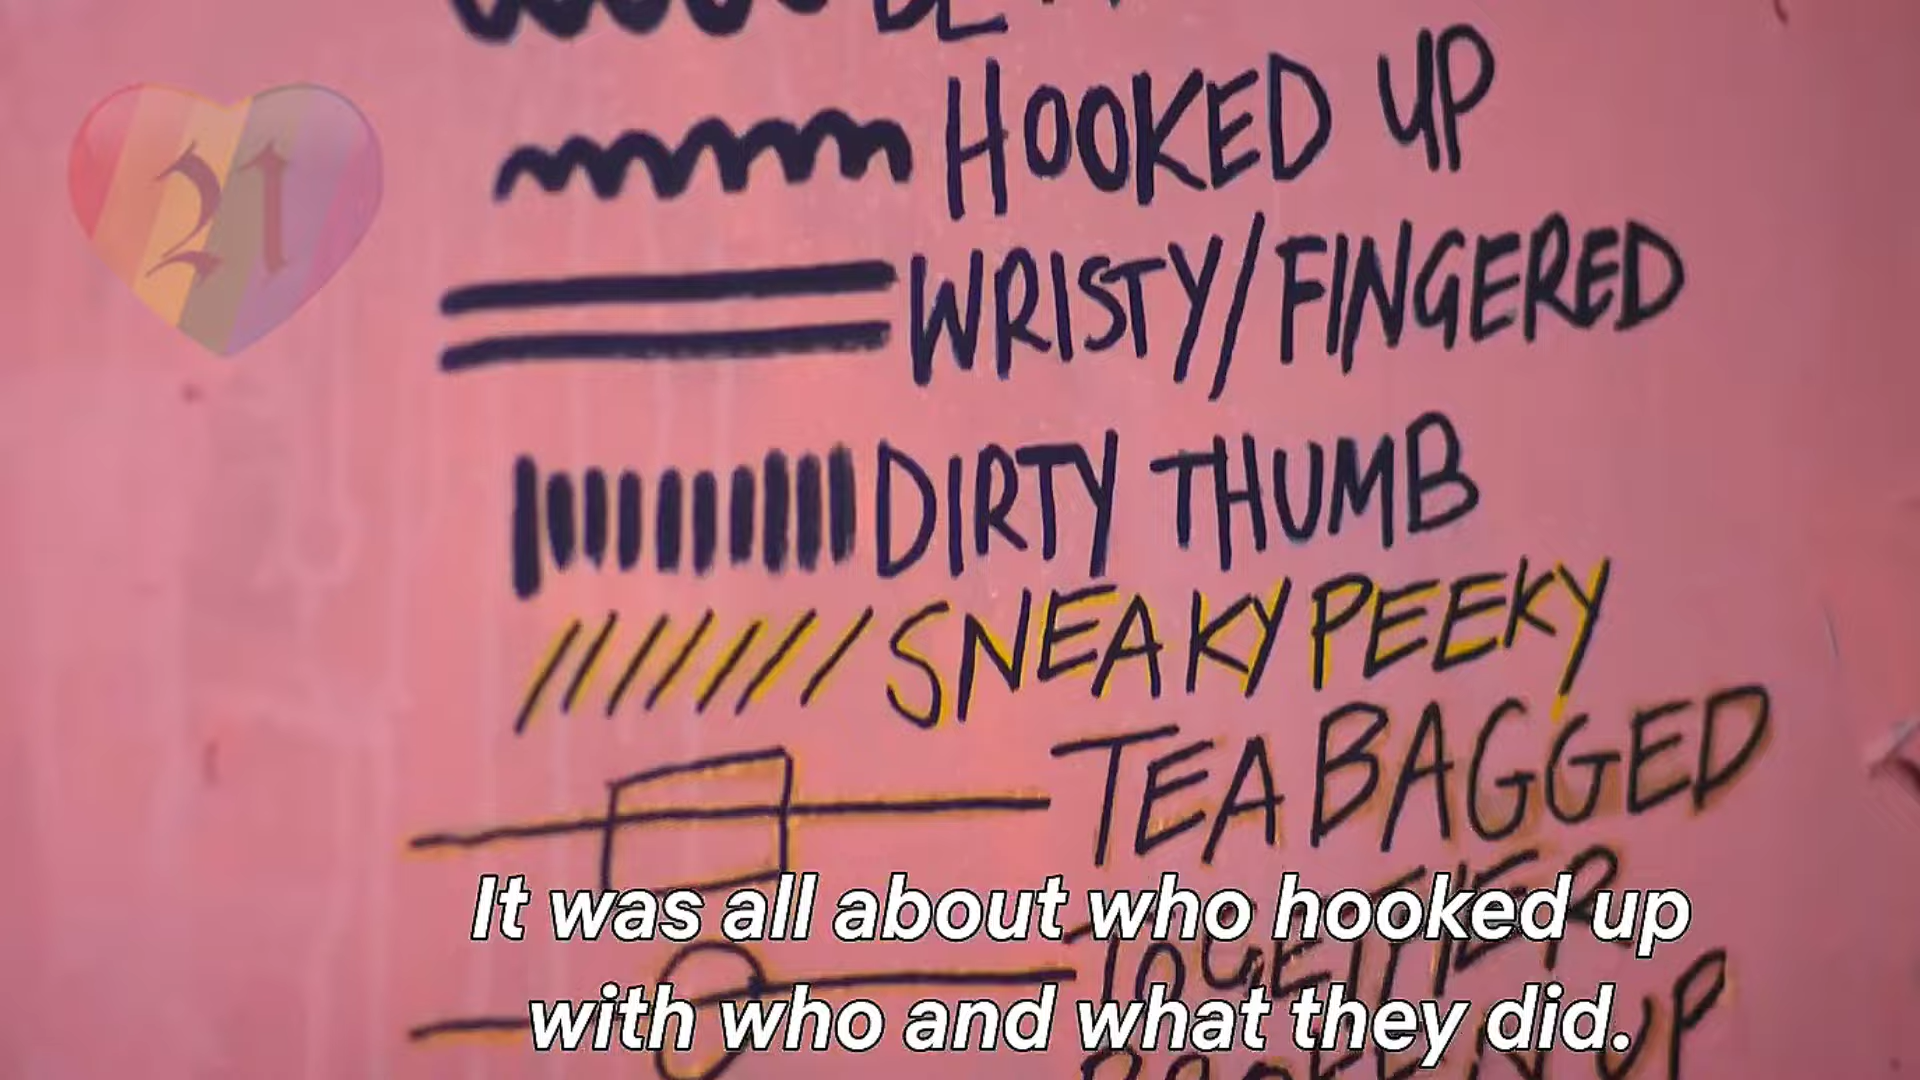 HOOKED UP
21
WRISTY/FINGERED
DIRTY THUMB
SNEAKY PEEKY
TEA BAGGED
TOGETHER
It was all about who hooked up
with who and what they did.